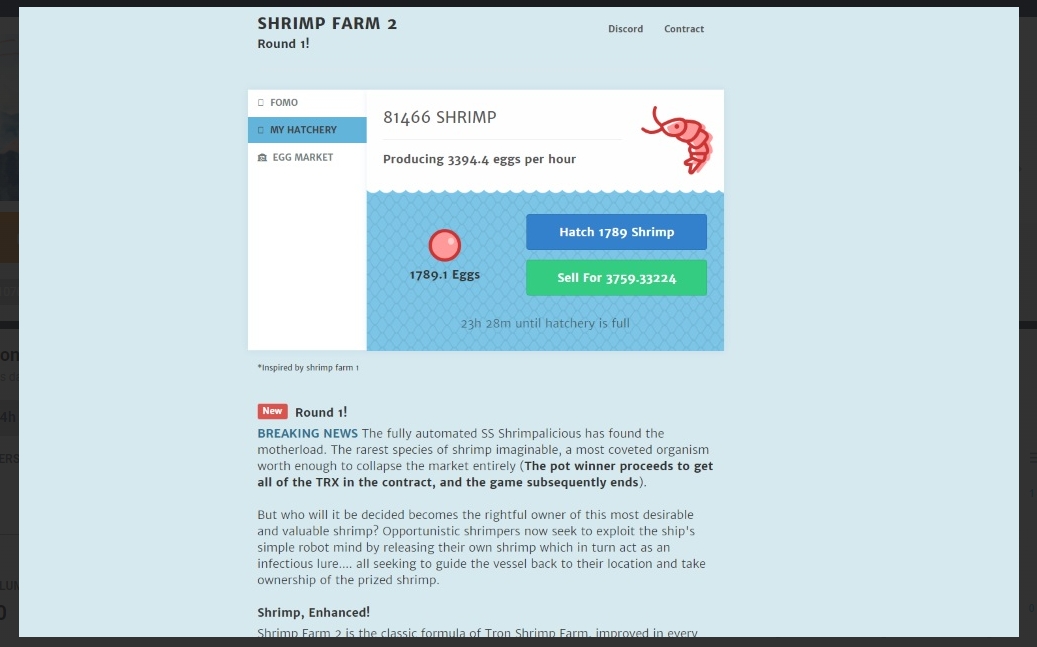 SHRIMP FARM 2
Round 1!
Discord
Contract
FOMO
MY HATCHERY
EGG MARKET
81466 SHRIMP
Producing 3394.4 eggs per hour
1789.1 Eggs
Hatch 1789 Shrimp
Sell For 3759.33224
23h 28m until hatchery is full
*Inspired by shrimp farm 1
New Round 1!
BREAKING NEWS The fully automated SS Shrimpalicious has found the
motherload. The rarest species of shrimp imaginable, a most coveted organism
worth enough to collapse the market entirely (The pot winner proceeds to get
all of the TRX in the contract, and the game subsequently ends).
But who will it be decided becomes the rightful owner of this most desirable
and valuable shrimp? Opportunistic shrimpers now seek to exploit the ship's
simple robot mind by releasing their own shrimp which in turn act as an
infectious lure.... all seeking to guide the vessel back to their location and take
ownership of the prized shrimp.
Shrimp, Enhanced!
Shrimp Farm 2 is the classic formula of Tron Shrimp Farm, improved in every